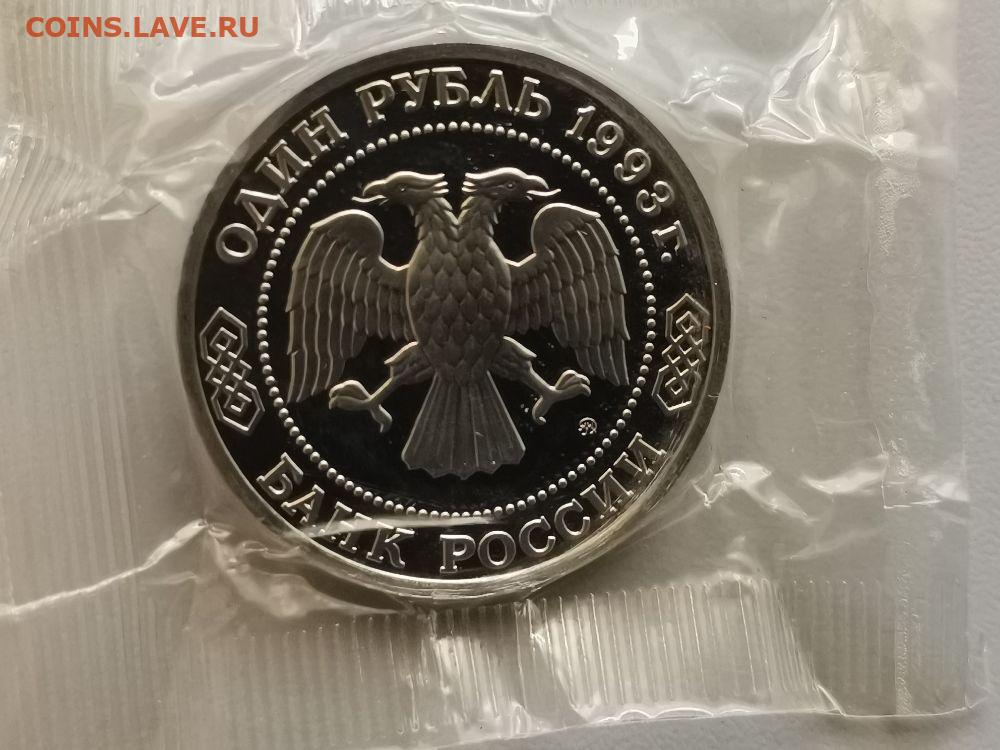 COINS.LAVE.RU
ОДИН РУБЛЬ 1993 г.
БАНК РОССИИ